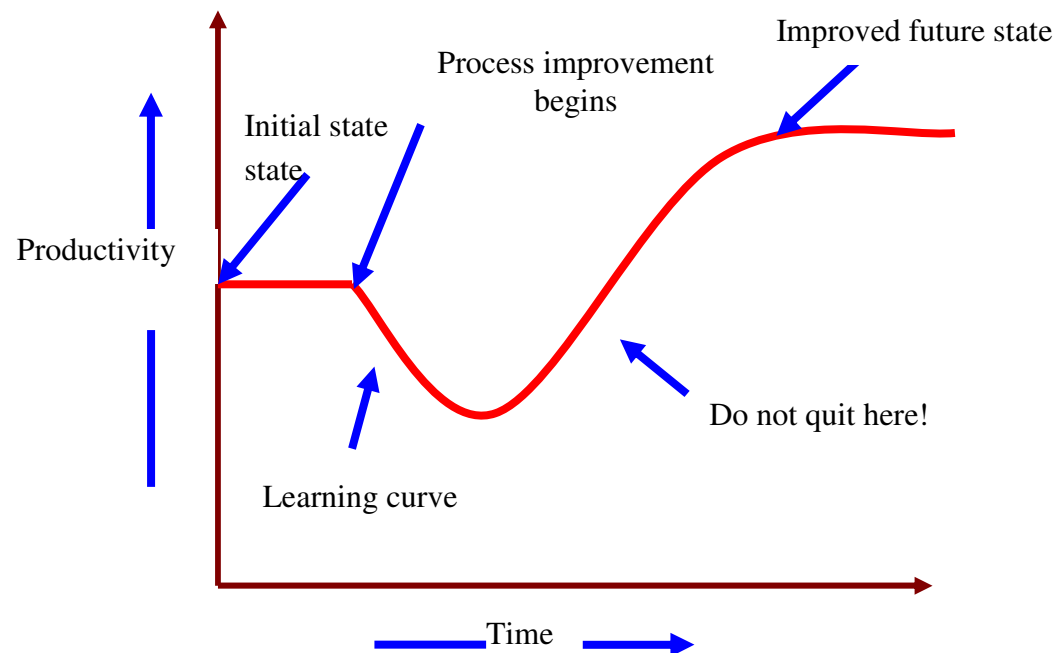 Improved future state
Process improvement
begins
Initial state
state
Productivity
Do not quit here!
Learning curve
Time